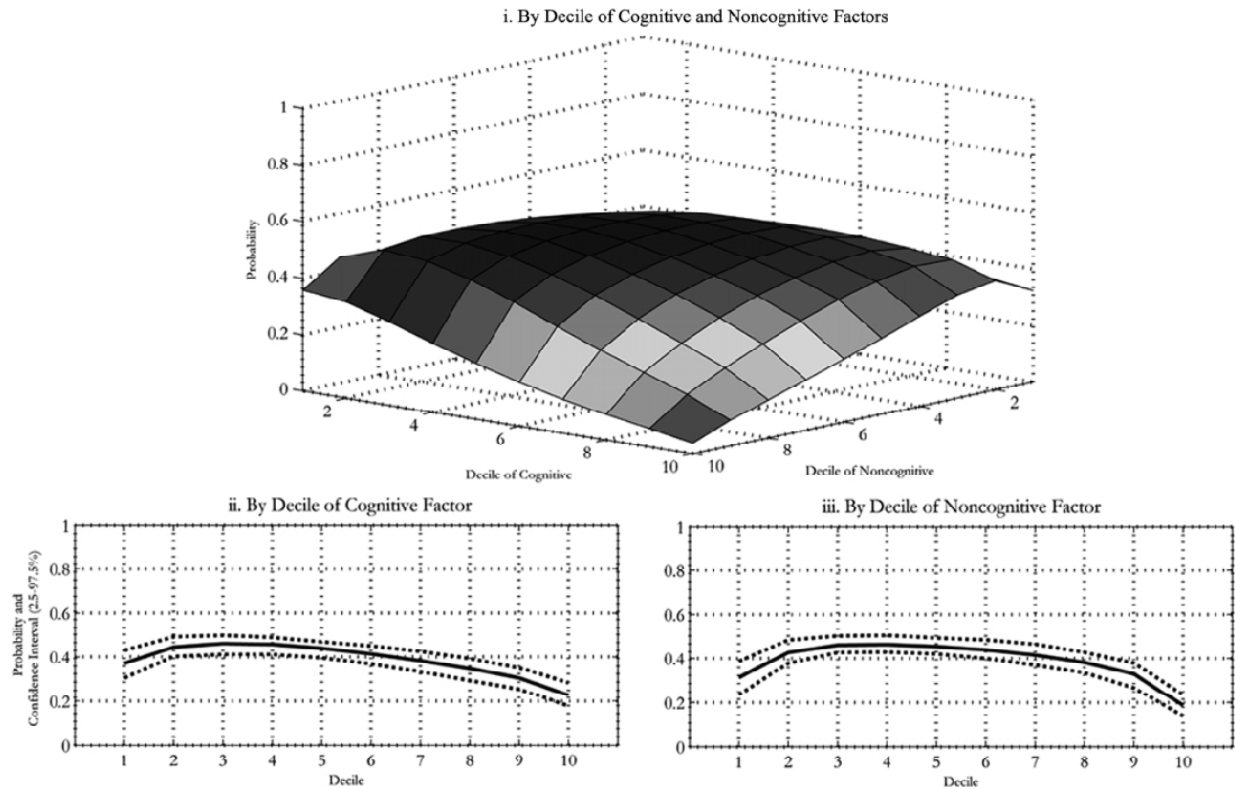 i. By Decile of Cognitive and Noncognitive Factors
1
0.8
0.6
0.4
0.2
0
Probability
2
4
6
8
10
Decile of Cognitive
10
8
6
4
2
Decile of Noncognitive
ii. By Decile of Cognitive Factor
Probability and
Confidence Interval (2.5-97.5%)
1
0.8
0.6
0.4
0.2
0
1 2 3 4 5 6 7 8 9 10
Decile
iii. By Decile of Noncognitive Factor
1
0.8
0.6
0.4
0.2
0
1 2 3 4 5 6 7 8 9 10
Decile